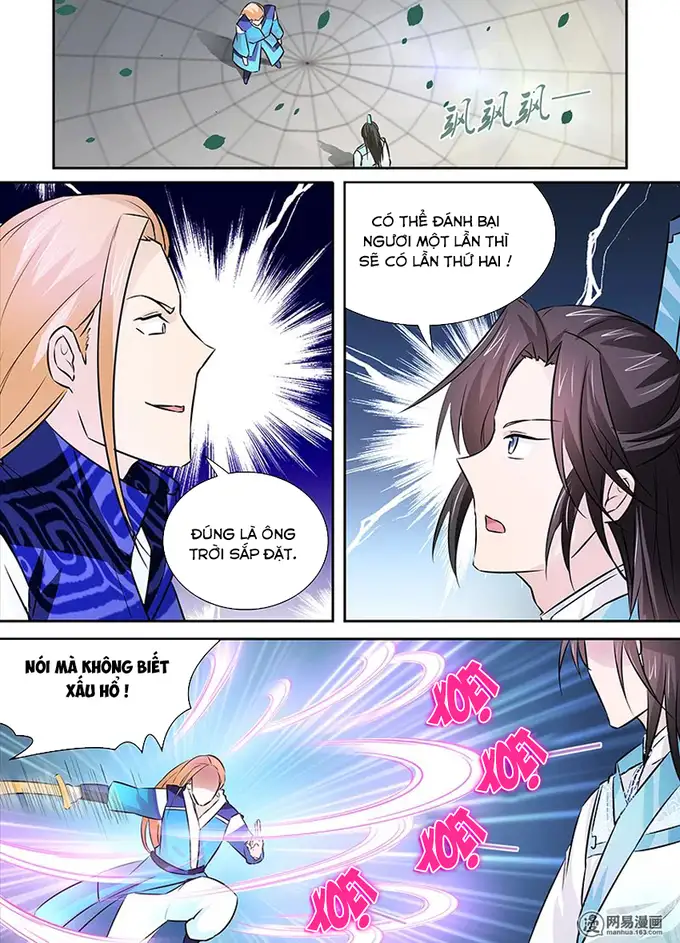 飒飒飒—
CÓ THỂ ĐÁNH BẠI
NGƯƠI MỘT LẦN THÌ
SẼ CÓ LẦN THỨ HAI !
ĐÚNG LÀ ÔNG
TRỜI SẮP ĐẶT.
NÓI MÀ KHÔNG BIẾT
XẤU HỔ !
XOẸT
XOẸT
XOẸT
XOẸT
XOẸT
网易漫画
manhua.163.com